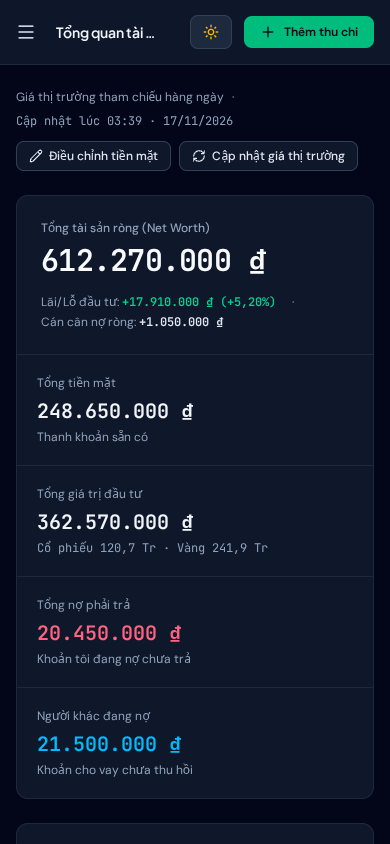 Tổng quan tài ...
Thêm thu chi
Giá thị trường tham chiếu hàng ngày ·
Cập nhật lúc 03:39 · 17/11/2026
Điều chỉnh tiền mặt
Cập nhật giá thị trường
Tổng tài sản ròng (Net Worth)
612.270.000 ₫
Lãi/Lỗ đầu tư: +17.910.000 ₫ (+5,20%) ·
Cán cân nợ ròng: +1.050.000 ₫
Tổng tiền mặt
248.650.000 ₫
Thanh khoản sẵn có
Tổng giá trị đầu tư
362.570.000 ₫
Cổ phiếu 120,7 Tr · Vàng 241,9 Tr
Tổng nợ phải trả
20.450.000 ₫
Khoản tôi đang nợ chưa trả
Người khác đang nợ
21.500.000 ₫
Khoản cho vay chưa thu hồi